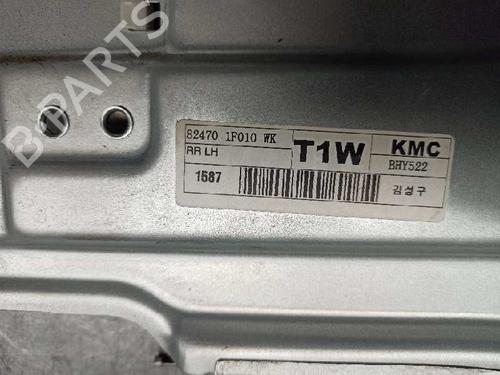 82470 1F010 WK
RR LH
T1W
KMC
BHY522
1587
김성구
B-PARTS